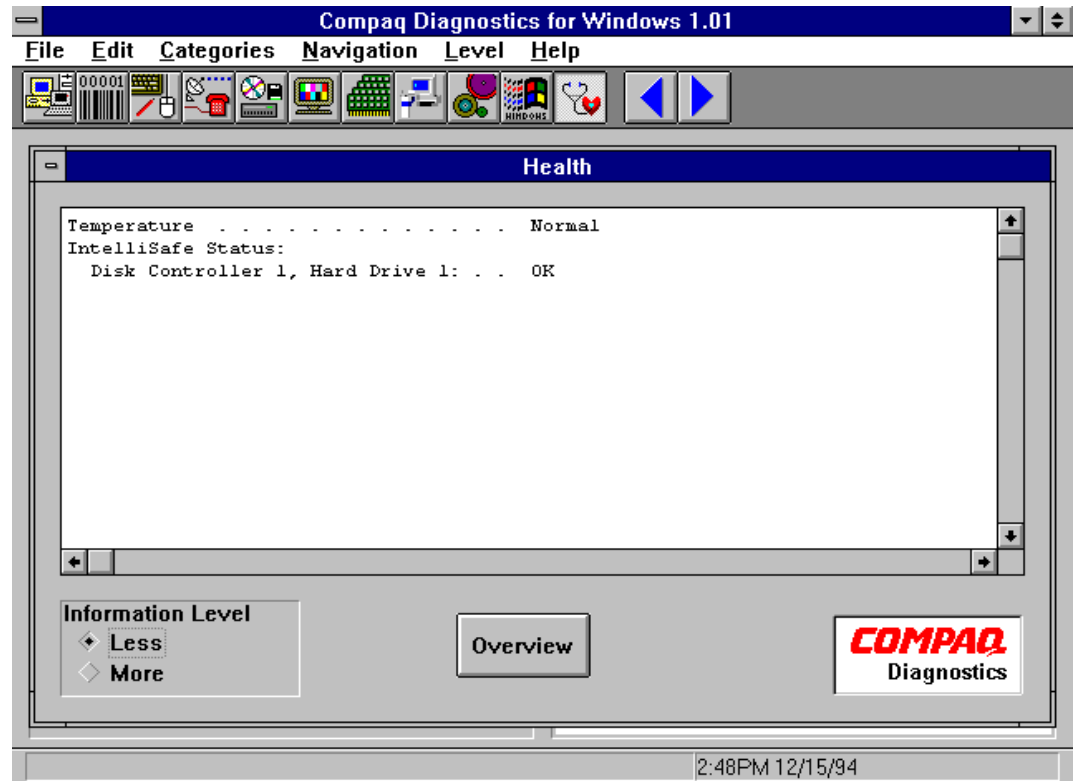 Compaq Diagnostics for Windows 1.01
File Edit Categories Navigation Level Help
00001
WINDOWS
Health
Temperature . . . . . . . . . . . . . Normal
IntelliSafe Status:
Disk Controller 1, Hard Drive 1: . . OK
Information Level
Less
More
Overview
COMPAQ
Diagnostics
2:48PM 12/15/94